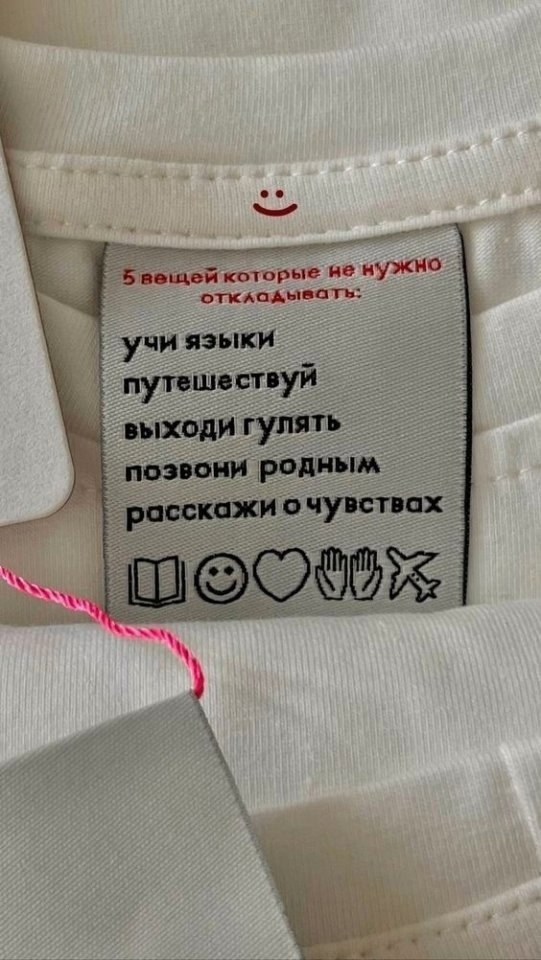 5 вещей которые не нужно
откладывать:
учи языки
путешествуй
выходи гулять
позвони родным
расскажи о чувствах